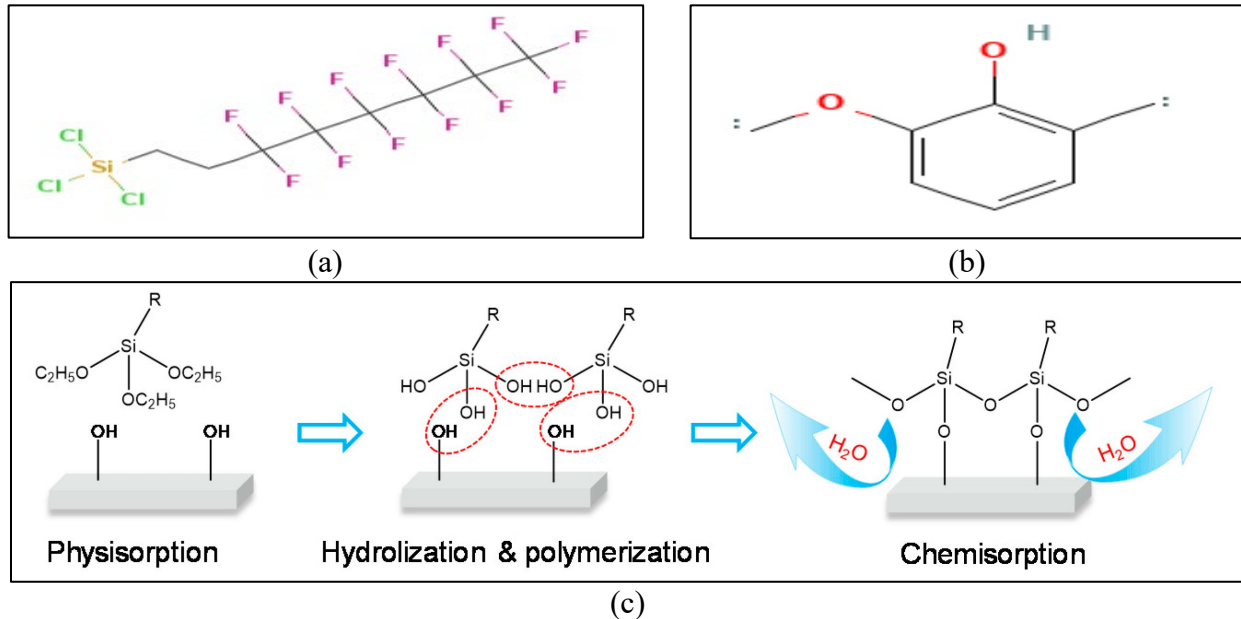 F F F F F F F
F F F F F F
Cl
Si
Cl
Cl
(a)
H
O
O
:
:
(b)
R
Si
C₂H₅O
OC₂H₅
OC₂H₅
OH OH
Physisorption
R R
Si Si
HO OH HO OH
OH OH
OH OH
Hydrolization & polymerization
R R
Si Si
O O O
O O
H₂O H₂O
Chemisorption
(c)